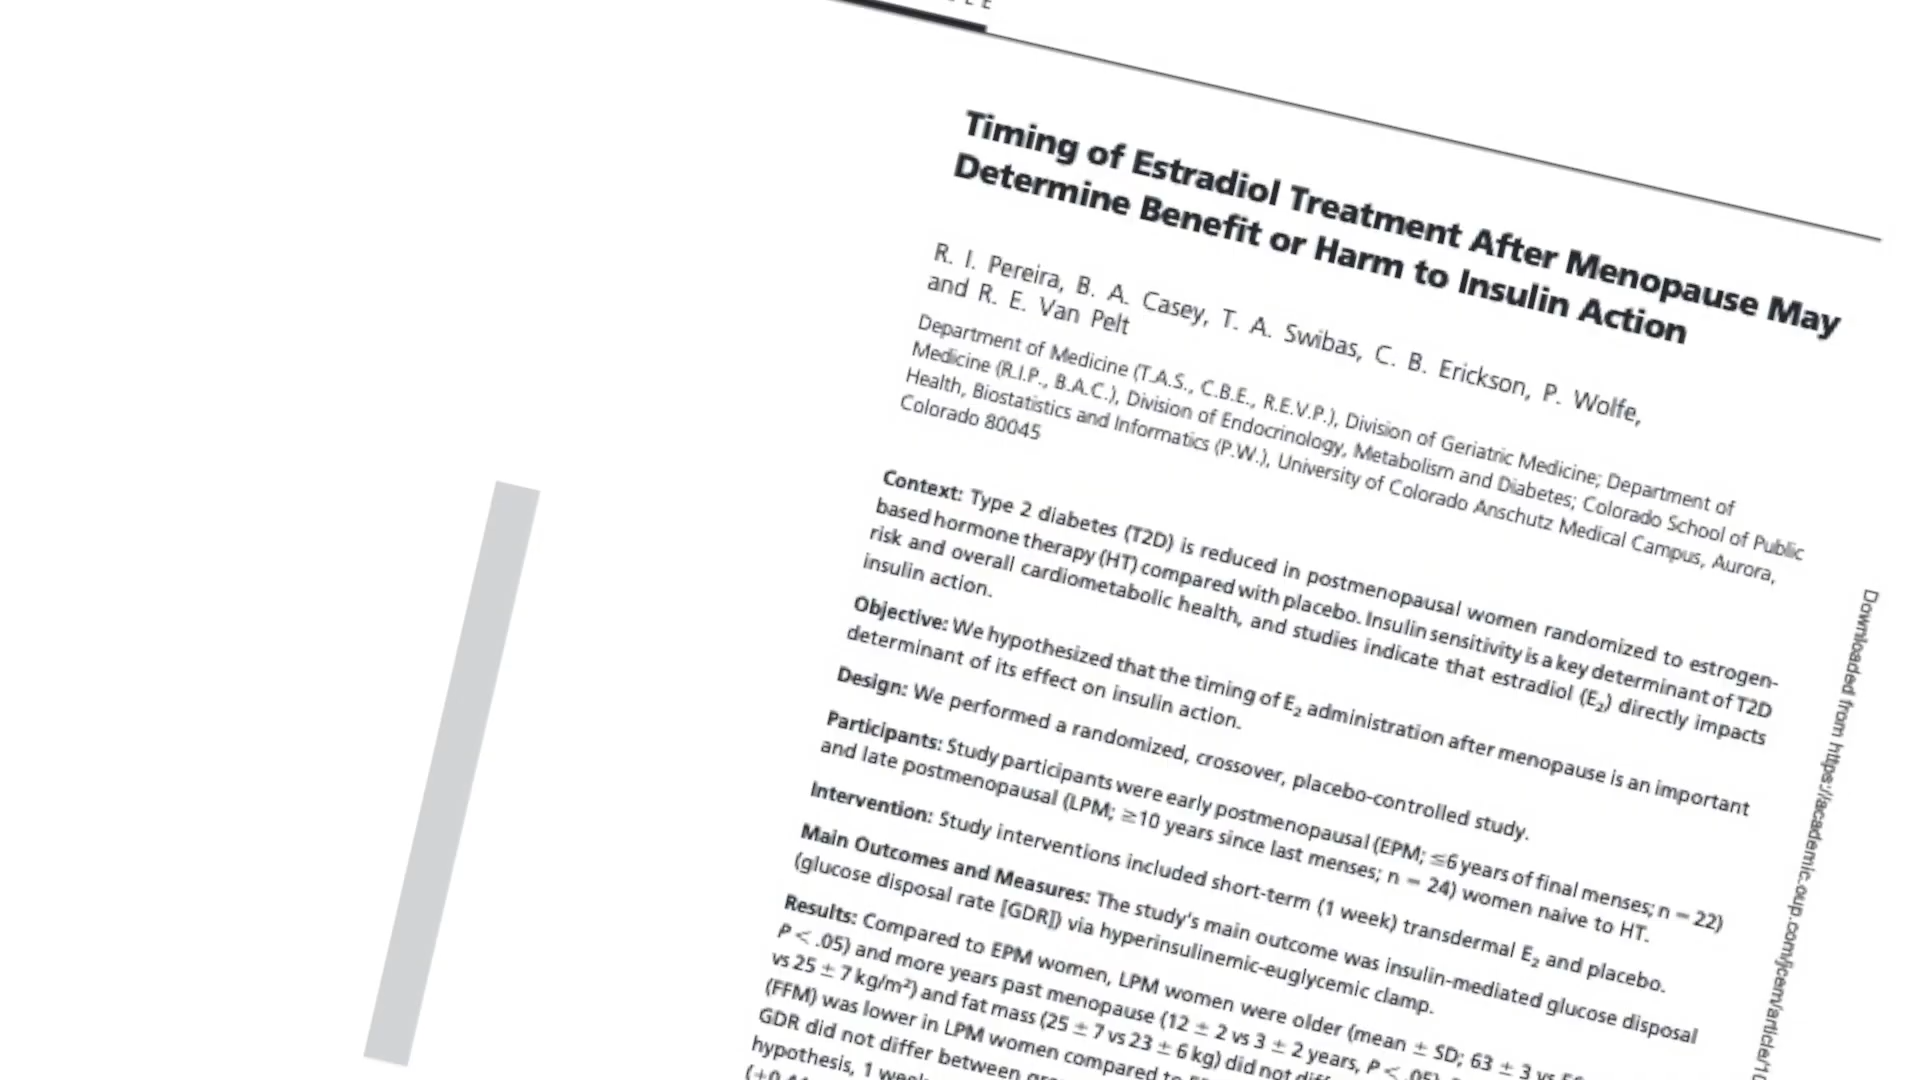 Timing of Estradiol Treatment After Menopause May
Determine Benefit or Harm to Insulin Action
R. I. Pereira, B. A. Casey, T. A. Swibas, C. B. Erickson, P. Wolfe,
and R. E. Van Pelt
Department of Medicine (T.A.S., C.B.E., R.E.V.P.), Division of Geriatric Medicine; Department of
Medicine (R.I.P., B.A.C.), Division of Endocrinology, Metabolism and Diabetes; Colorado School of Public
Health, Biostatistics and Informatics (P.W.), University of Colorado Anschutz Medical Campus, Aurora,
Colorado 80045
Context: Type 2 diabetes (T2D) is reduced in postmenopausal women randomized to estrogen-
based hormone therapy (HT) compared with placebo. Insulin sensitivity is a key determinant of T2D
risk and overall cardiometabolic health, and studies indicate that estradiol (E₂) directly impacts
insulin action.
Objective: We hypothesized that the timing of E₂ administration after menopause is an important
determinant of its effect on insulin action.
Design: We performed a randomized, crossover, placebo-controlled study.
Participants: Study participants were early postmenopausal (EPM; ≤6 years of final menses; n = 22)
and late postmenopausal (LPM; ≥10 years since last menses; n = 24) women naive to HT.
Intervention: Study interventions included short-term (1 week) transdermal E₂ and placebo.
Main Outcomes and Measures: The study's main outcome was insulin-mediated glucose disposal
(glucose disposal rate [GDR]) via hyperinsulinemic-euglycemic clamp.
Results: Compared to EPM women, LPM women were older (mean ± SD; 63 ± 3 vs
P < .05) and more years past menopause (12 ± 2 vs 3 ± 2 years, P < .05).
vs 25 ± 7 kg/m²) and fat mass (25 ± 7 vs 23 ± 6 kg) did not
(FFM) was lower in LPM women compared to
GDR did not differ between
hypothesis, 1 week
Downloaded from https://academic.oup.com/jcem/article/10